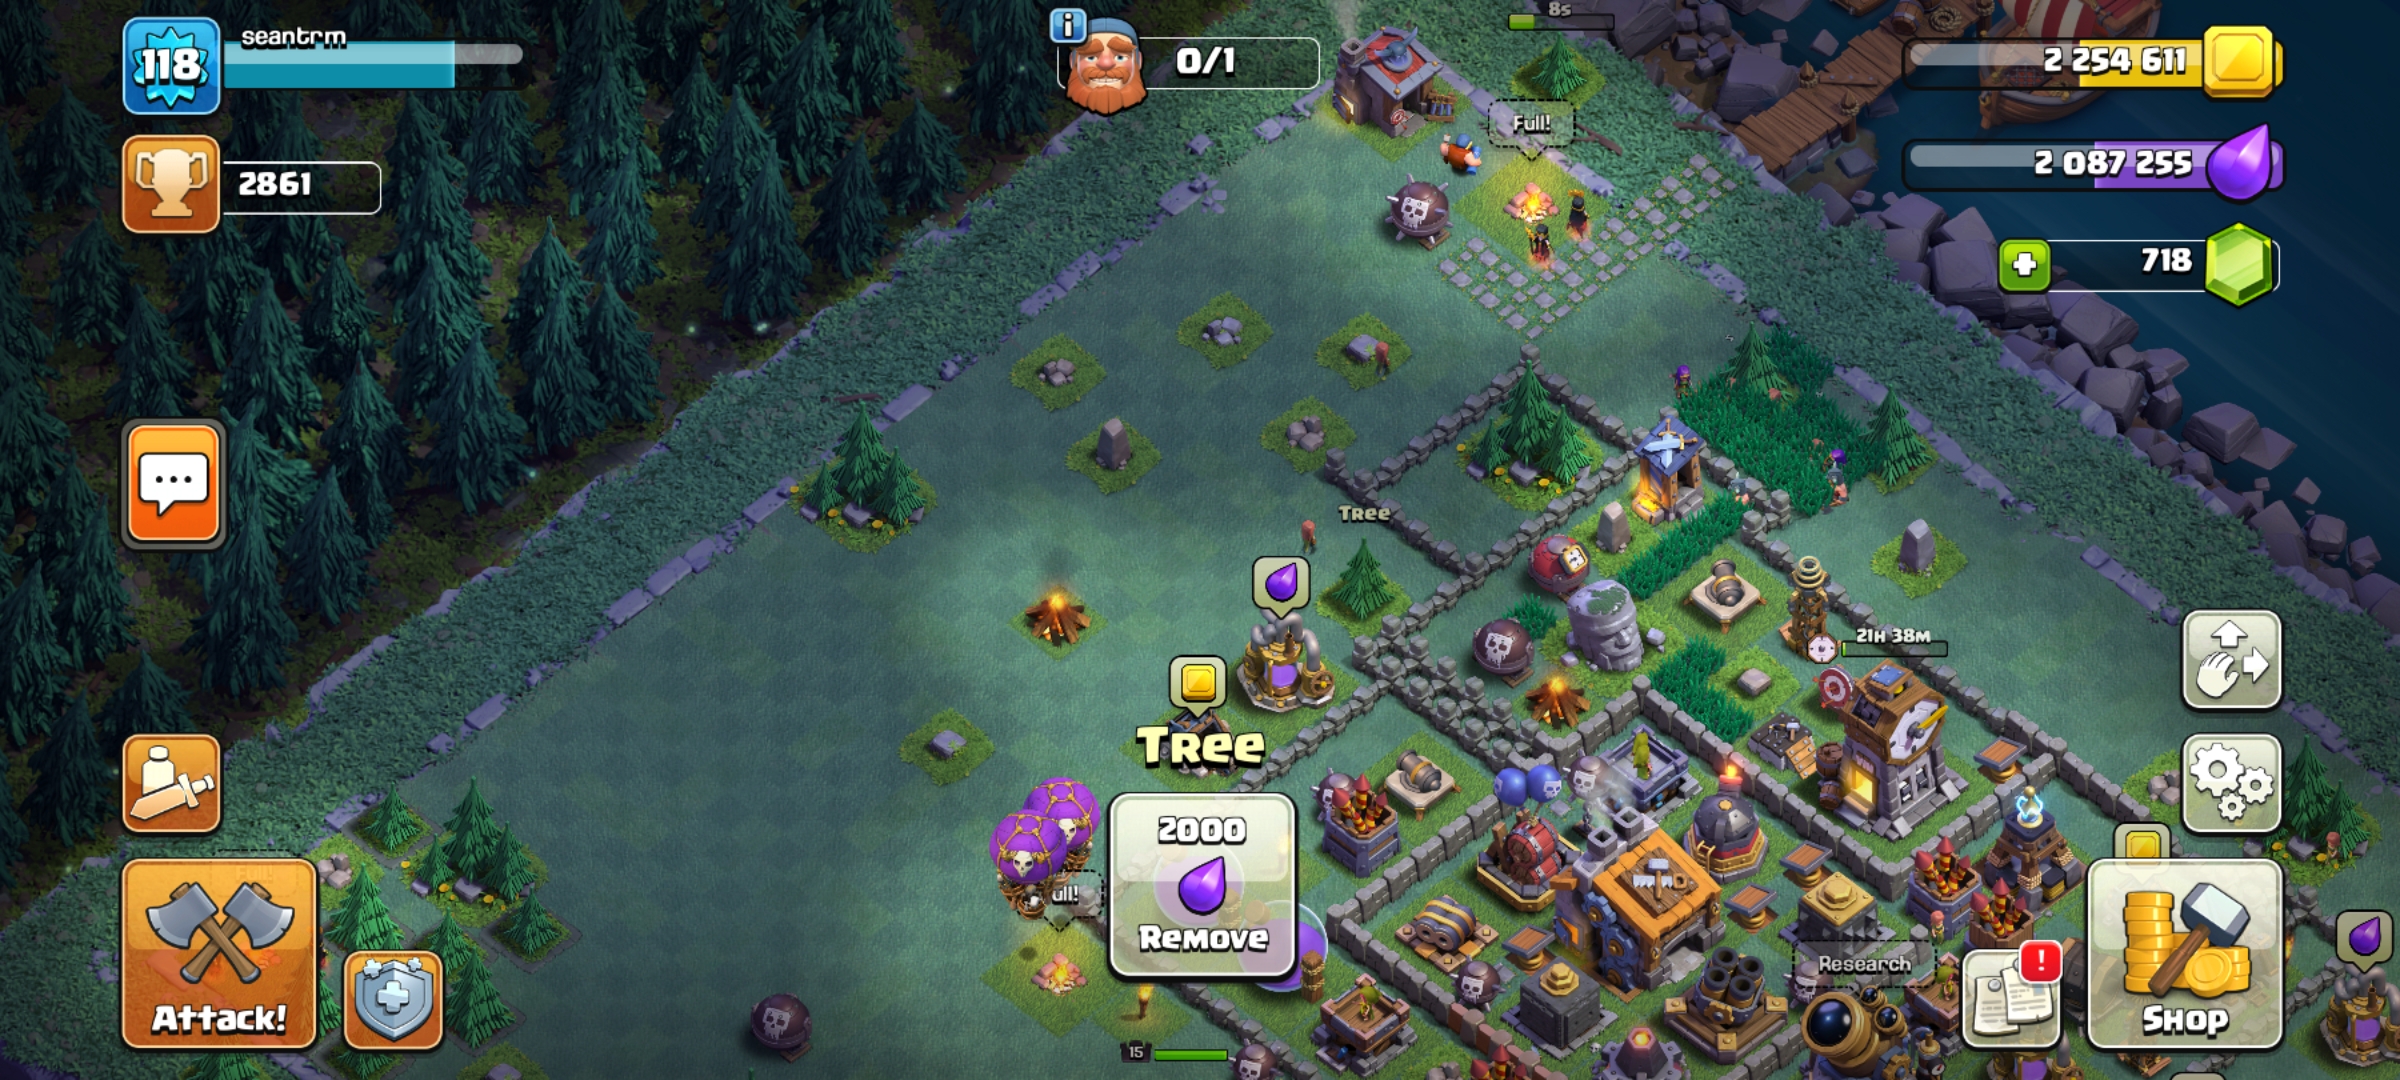 8s
118
seantrm
0/1
2 254 611
Full!
2 087 255
2861
718
Tree
21H 38M
Tree
2000
Remove
ull!
Research
!
Attack!
Shop
15